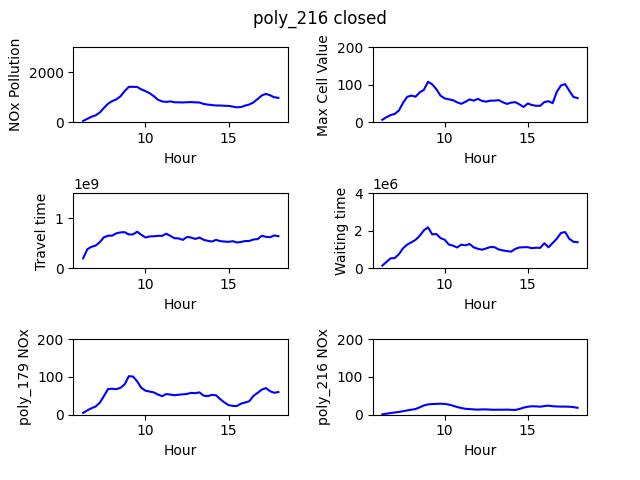 poly_216 closed
NOx Pollution
2000
0
10
15
Hour
Max Cell Value
200
100
0
10
15
Hour
1e9
Travel time
1
0
10
15
Hour
1e6
Waiting time
4
2
0
10
15
Hour
poly_179 NOx
200
100
0
10
15
Hour
poly_216 NOx
200
100
0
10
15
Hour